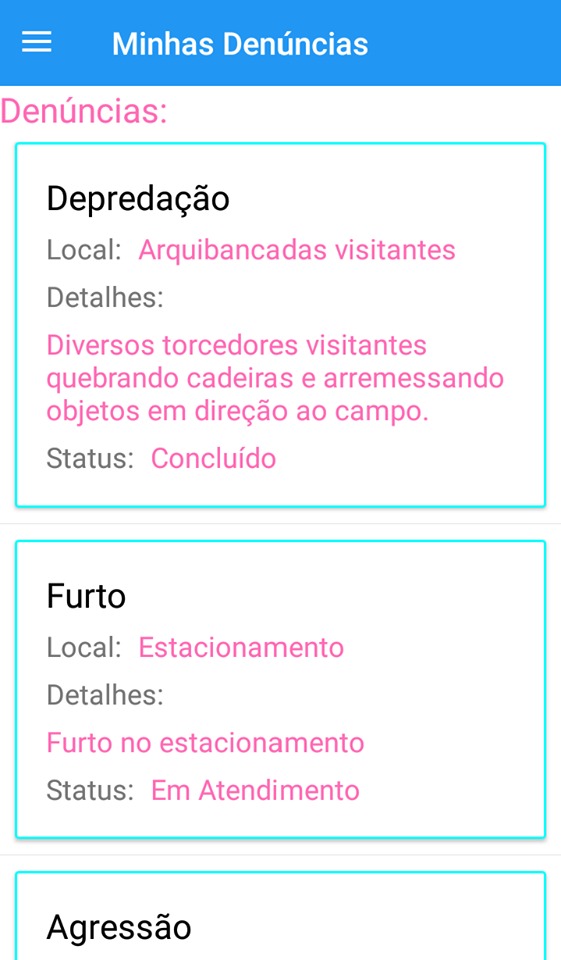 Minhas Denúncias
Denúncias:
Depredação
Local: Arquibancadas visitantes
Detalhes:
Diversos torcedores visitantes
quebrando cadeiras e arremessando
objetos em direção ao campo.
Status: Concluído
Furto
Local: Estacionamento
Detalhes:
Furto no estacionamento
Status: Em Atendimento
Agressão